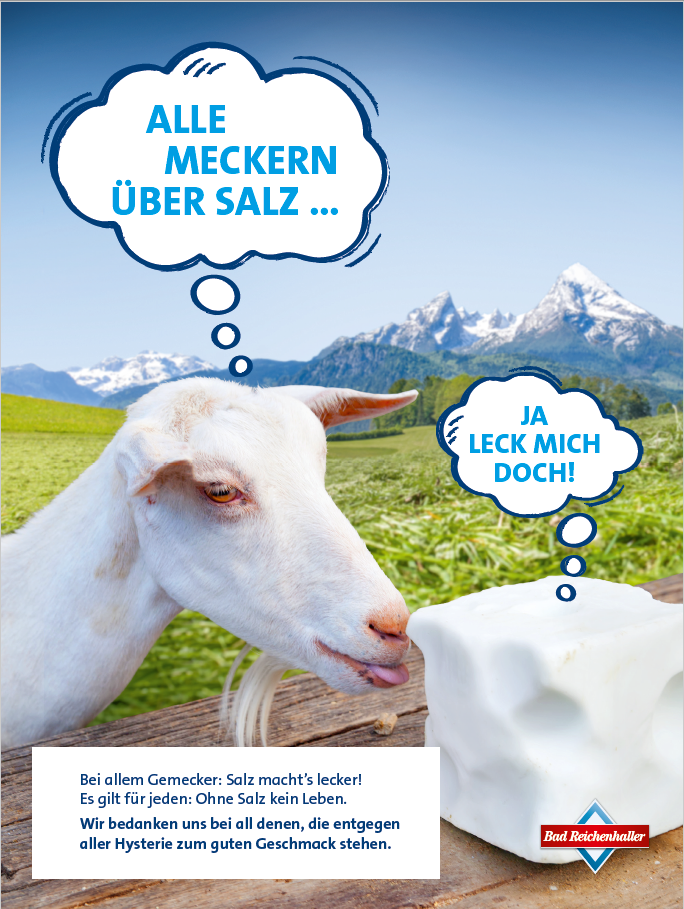 ALLE
MECKERN
ÜBER SALZ ...
JA
LECK MICH
DOCH!
Bei allem Gemecker: Salz macht’s lecker!
Es gilt für jeden: Ohne Salz kein Leben.
Wir bedanken uns bei all denen, die entgegen
aller Hysterie zum guten Geschmack stehen.
Bad Reichenhaller